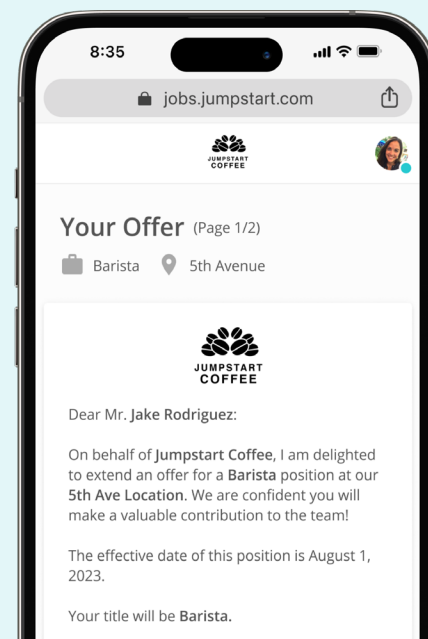 8:35
jobs.jumpstart.com
JUMPSTART
COFFEE
Your Offer (Page 1/2)
Barista 5th Avenue
JUMPSTART
COFFEE
Dear Mr. Jake Rodriguez:
On behalf of Jumpstart Coffee, I am delighted
to extend an offer for a Barista position at our
5th Ave Location. We are confident you will
make a valuable contribution to the team!
The effective date of this position is August 1,
2023.
Your title will be Barista.